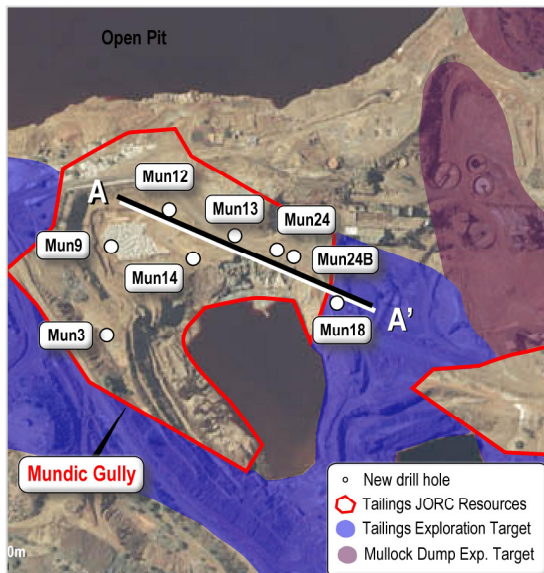 Open Pit
Mun12
A
Mun13
Mun24
Mun9
Mun24B
Mun14
A'
Mun18
Mun3
Mundic Gully
New drill hole
Tailings JORC Resources
Tailings Exploration Target
Mullock Dump Exp. Target
0m